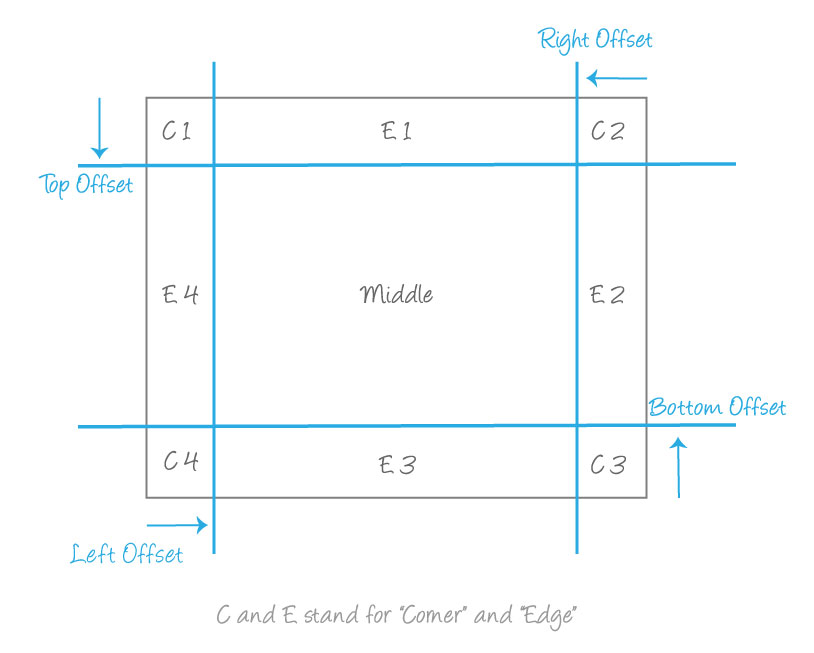 Right Offset
C1 E1 C2
Top Offset
E4 Middle E2
Bottom Offset
C4 E3 C3
Left Offset
C and E stand for "Corner" and "Edge"